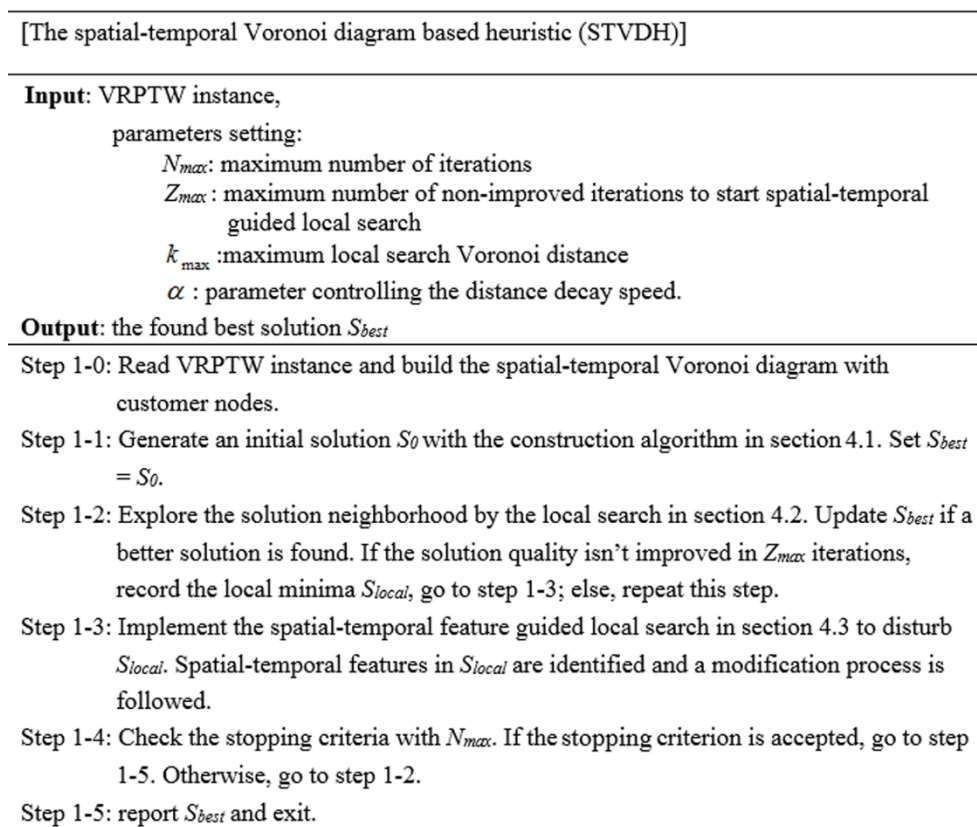 [The spatial-temporal Voronoi diagram based heuristic (STVDH)]
Input: VRPTW instance,
parameters setting:
Nmax: maximum number of iterations
Zmax : maximum number of non-improved iterations to start spatial-temporal
guided local search
kmax :maximum local search Voronoi distance
α : parameter controlling the distance decay speed.
Output: the found best solution Sbest
Step 1-0: Read VRPTW instance and build the spatial-temporal Voronoi diagram with
customer nodes.
Step 1-1: Generate an initial solution S0 with the construction algorithm in section 4.1. Set Sbest
= S0.
Step 1-2: Explore the solution neighborhood by the local search in section 4.2. Update Sbest if a
better solution is found. If the solution quality isn’t improved in Zmax iterations,
record the local minima Slocal, go to step 1-3; else, repeat this step.
Step 1-3: Implement the spatial-temporal feature guided local search in section 4.3 to disturb
Slocal. Spatial-temporal features in Slocal are identified and a modification process is
followed.
Step 1-4: Check the stopping criteria with Nmax. If the stopping criterion is accepted, go to step
1-5. Otherwise, go to step 1-2.
Step 1-5: report Sbest and exit.